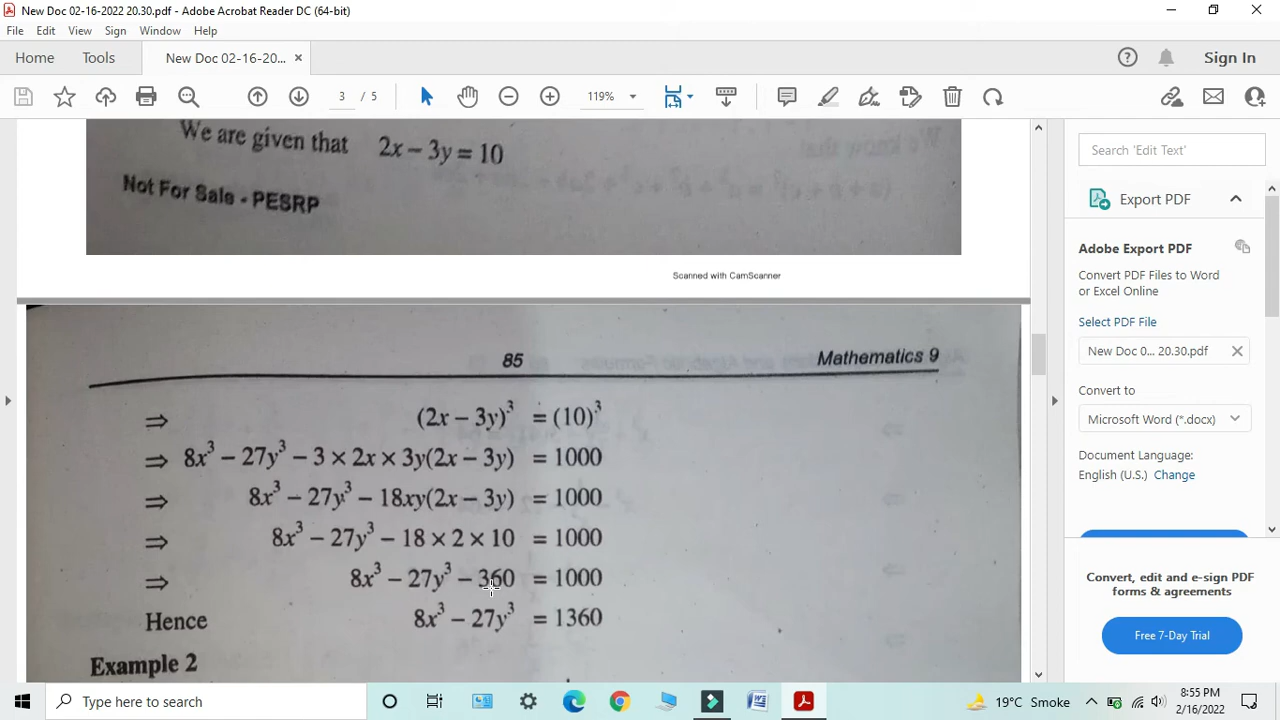 New Doc 02-16-2022 20.30.pdf - Adobe Acrobat Reader DC (64-bit)
File Edit View Sign Window Help
Home Tools New Doc 02-16-20... × Sign In
3 / 5 119%
We are given that 2x – 3y = 10
Not For Sale - PESRP
Scanned with CamScanner
85 Mathematics 9
⇒ (2x – 3y)³ = (10)³
⇒ 8x³ – 27y³ – 3 × 2x × 3y(2x – 3y) = 1000
⇒ 8x³ – 27y³ – 18xy(2x – 3y) = 1000
⇒ 8x³ – 27y³ – 18 × 2 × 10 = 1000
⇒ 8x³ – 27y³ – 360 = 1000
Hence 8x³ – 27y³ = 1360
Example 2
Search 'Edit Text'
Export PDF
Adobe Export PDF
Convert PDF Files to Word
or Excel Online
Select PDF File
New Doc 0... 20.30.pdf
Convert to
Microsoft Word (*.docx)
Document Language:
English (U.S.) Change
Convert, edit and e-sign PDF
forms & agreements
Free 7-Day Trial
Type here to search
19°C Smoke
8:55 PM
2/16/2022